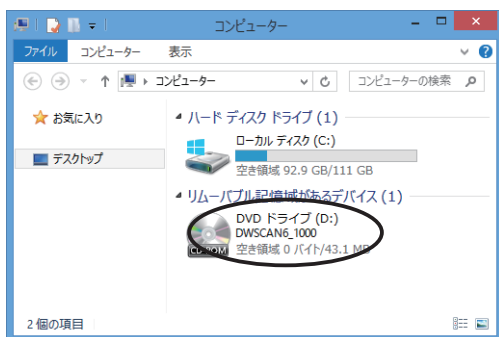 コンピューター
ファイル コンピューター 表示
コンピューター コンピューターの検索
お気に入り
デスクトップ
ハード ディスク ドライブ (1)
ローカル ディスク (C:)
空き領域 92.9 GB/111 GB
リムーバブル記憶域があるデバイス (1)
DVD ドライブ (D:)
DWSCAN6_1000
空き領域 0 バイト/43.1 MB
CD-ROM
2 個の項目